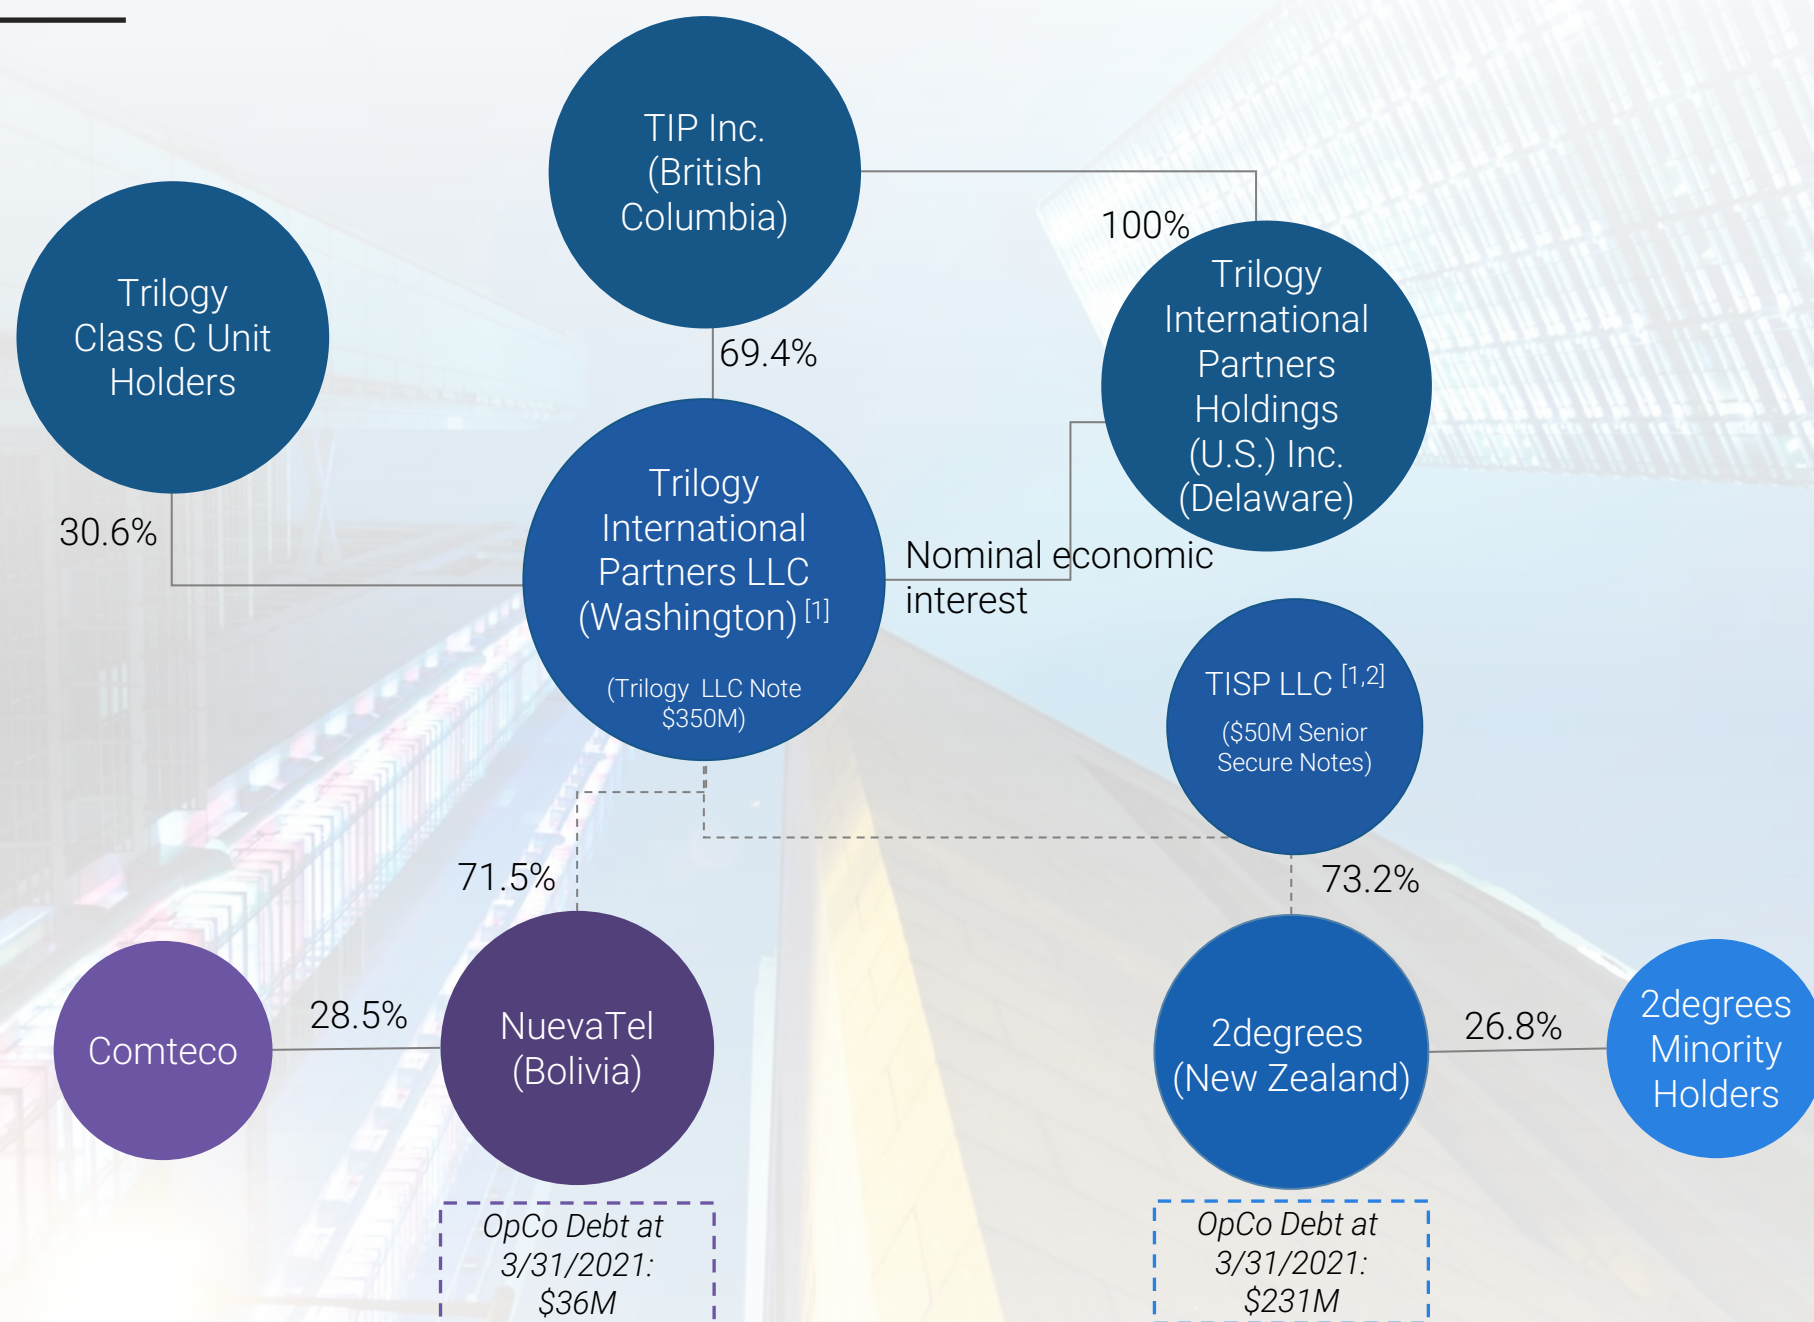 TIP Inc.
(British
Columbia)
100%
Trilogy
Class C Unit
Holders
69.4%
Trilogy
International
Partners
Holdings
(U.S.) Inc.
(Delaware)
30.6%
Trilogy
International
Partners LLC
(Washington) [1]
(Trilogy LLC Note
$350M)
Nominal economic
interest
TISP LLC [1,2]
($50M Senior
Secure Notes)
71.5%
73.2%
Comteco
28.5%
NuevaTel
(Bolivia)
2degrees
(New Zealand)
26.8%
2degrees
Minority
Holders
OpCo Debt at
3/31/2021:
$36M
OpCo Debt at
3/31/2021:
$231M